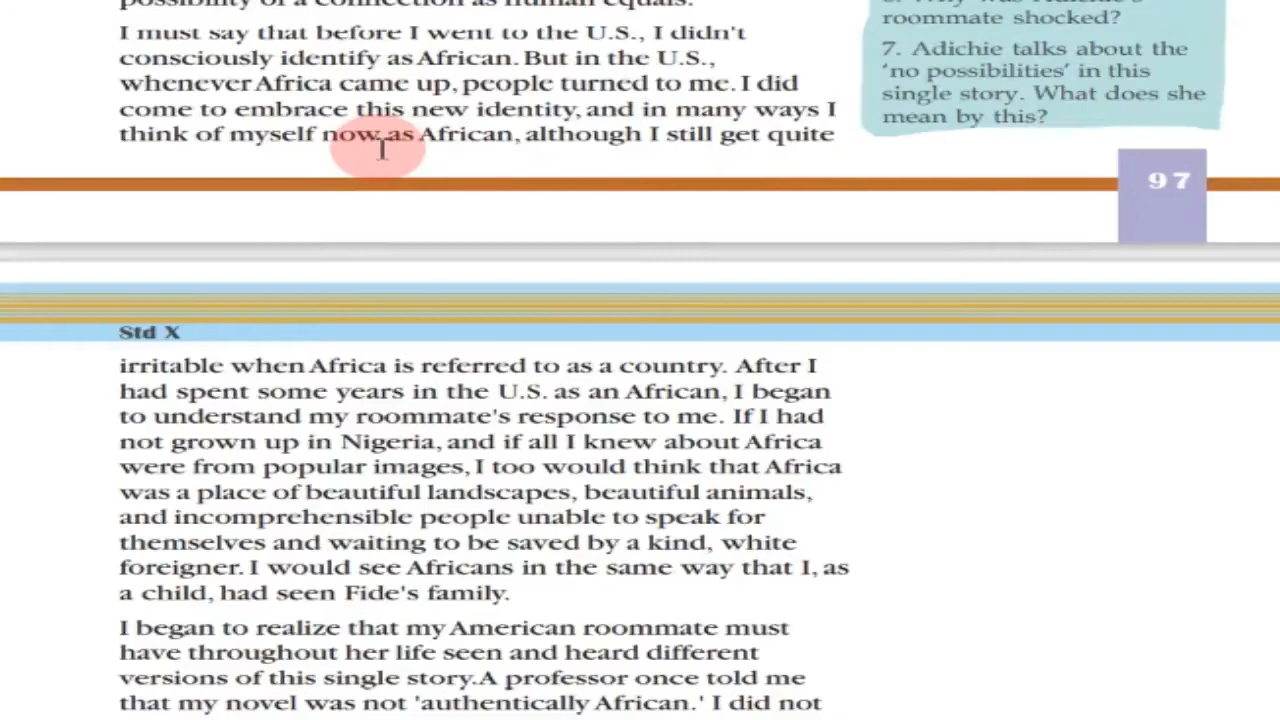 possibility of a connection as human equals.
I must say that before I went to the U.S., I didn't
consciously identify as African. But in the U.S.,
whenever Africa came up, people turned to me. I did
come to embrace this new identity, and in many ways I
think of myself now as African, although I still get quite
roommate shocked?
7. Adichie talks about the
‘no possibilities’ in this
single story. What does she
mean by this?
97
Std X
irritable when Africa is referred to as a country. After I
had spent some years in the U.S. as an African, I began
to understand my roommate's response to me. If I had
not grown up in Nigeria, and if all I knew about Africa
were from popular images, I too would think that Africa
was a place of beautiful landscapes, beautiful animals,
and incomprehensible people unable to speak for
themselves and waiting to be saved by a kind, white
foreigner. I would see Africans in the same way that I, as
a child, had seen Fide's family.
I began to realize that my American roommate must
have throughout her life seen and heard different
versions of this single story. A professor once told me
that my novel was not 'authentically African.' I did not